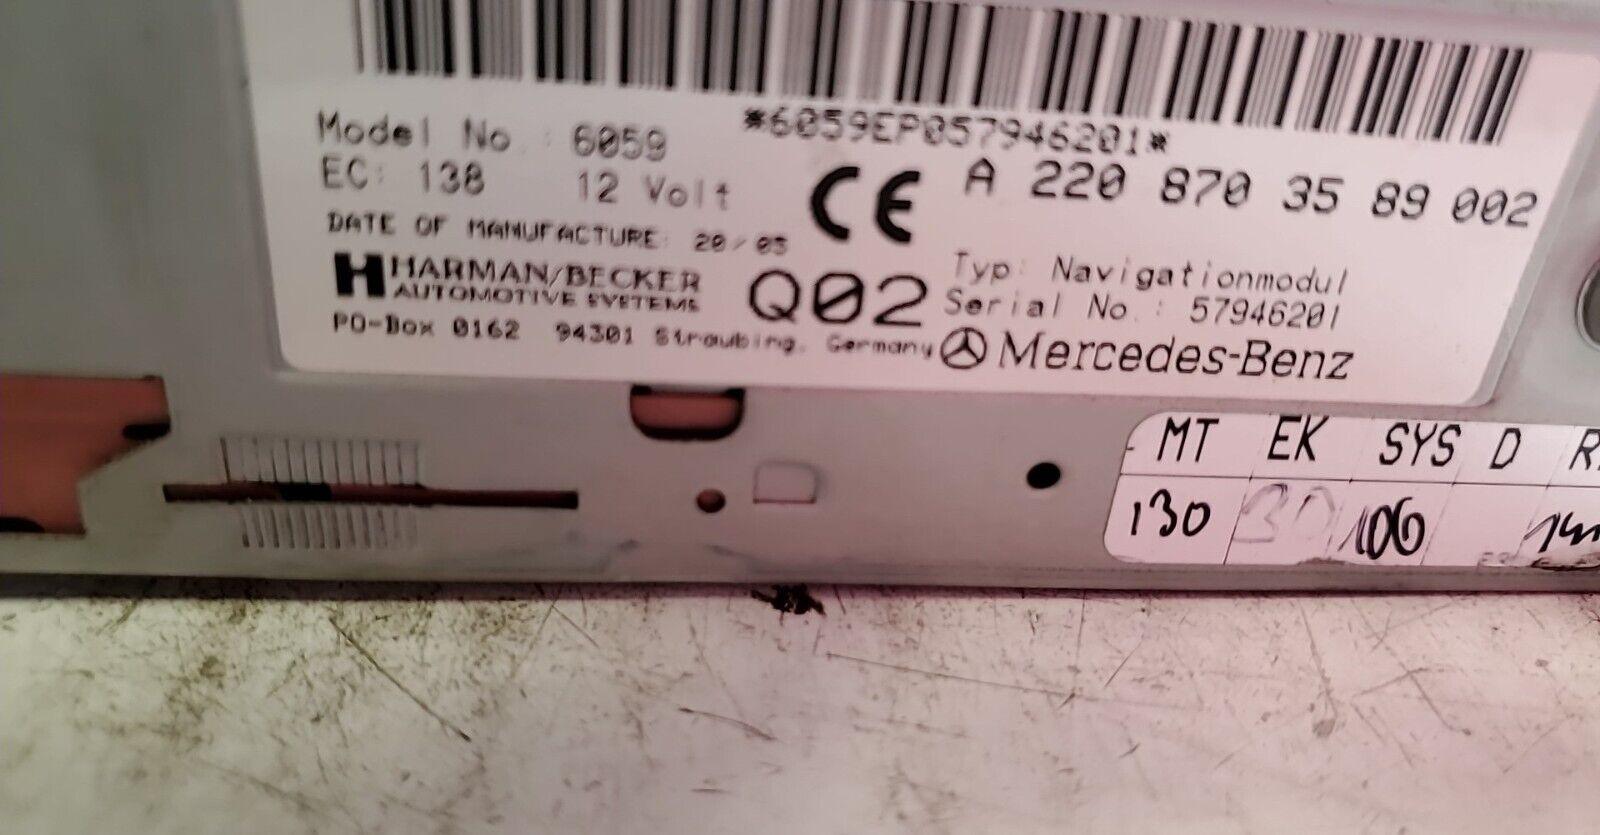 *6059EP057946201*
Model No : 6059
EC: 138 12 Volt
CE A 220 870 35 89 002
DATE OF MANUFACTURE: 20/05
HARMAN/BECKER
AUTOMOTIVE SYSTEMS
Q02
Typ: Navigationmodul
Serial No.: 57946201
PO-Box 0162 94301 Straubing, Germany
Mercedes-Benz
MT EK SYS D
130 30 106